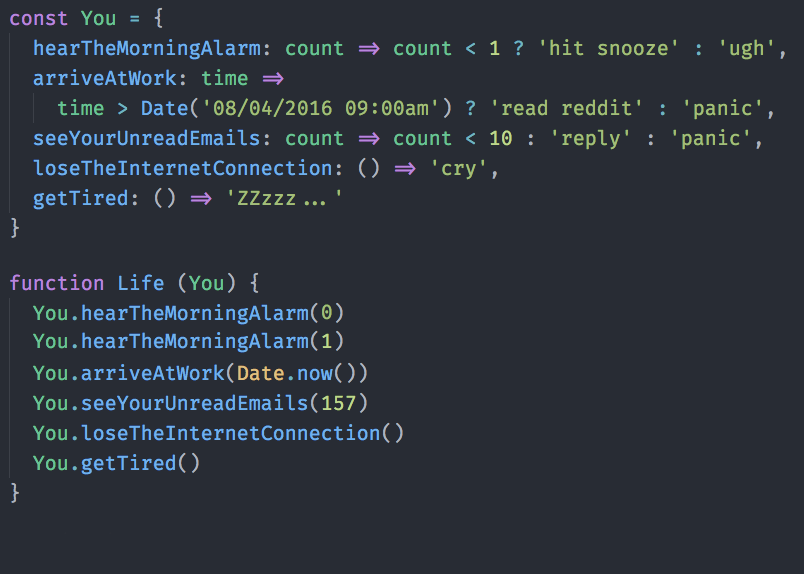 const You = {
  hearTheMorningAlarm: count => count < 1 ? 'hit snooze' : 'ugh',
  arriveAtWork: time =>
    time > Date('08/04/2016 09:00am') ? 'read reddit' : 'panic',
  seeYourUnreadEmails: count => count < 10 : 'reply' : 'panic',
  loseTheInternetConnection: () => 'cry',
  getTired: () => 'ZZzzz...'
}
function Life (You) {
  You.hearTheMorningAlarm(0)
  You.hearTheMorningAlarm(1)
  You.arriveAtWork(Date.now())
  You.seeYourUnreadEmails(157)
  You.loseTheInternetConnection()
  You.getTired()
}